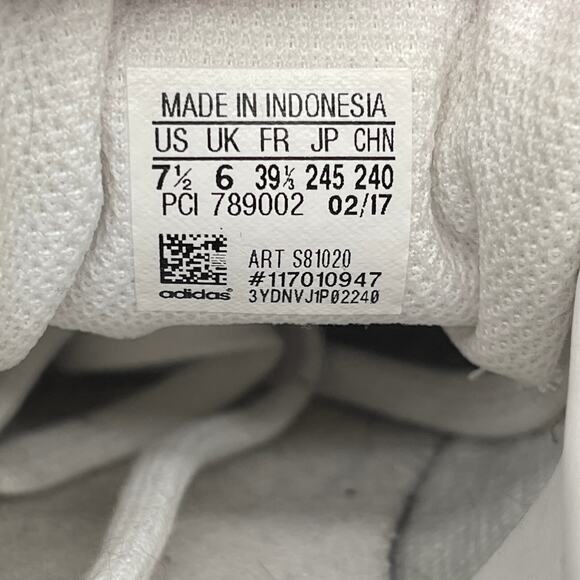 MADE IN INDONESIA
US UK FR JP CHN
7½ 6 39⅓ 245 240
PCI 789002 02/17
ART S81020
#117010947
adidas® 3YDNVJ1P02240